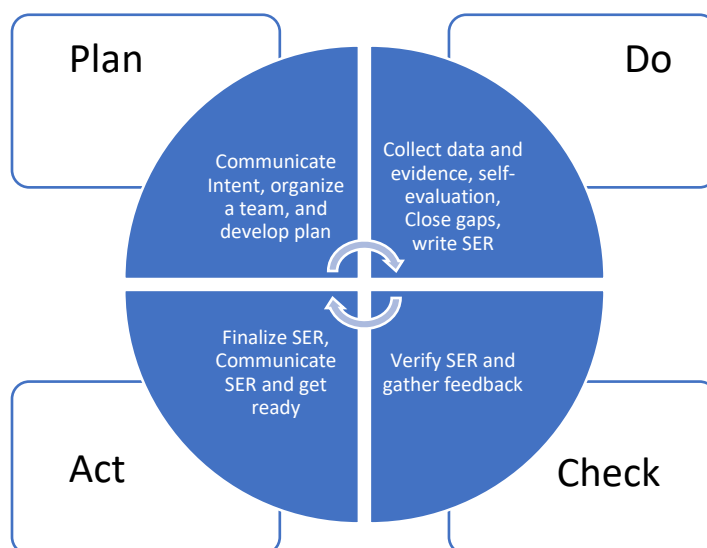 Plan
Do
Communicate
Intent, organize
a team, and
develop plan
Collect data and
evidence, self-
evaluation,
Close gaps,
write SER
Finalize SER,
Communicate
SER and get
ready
Verify SER and
gather feedback
Act
Check